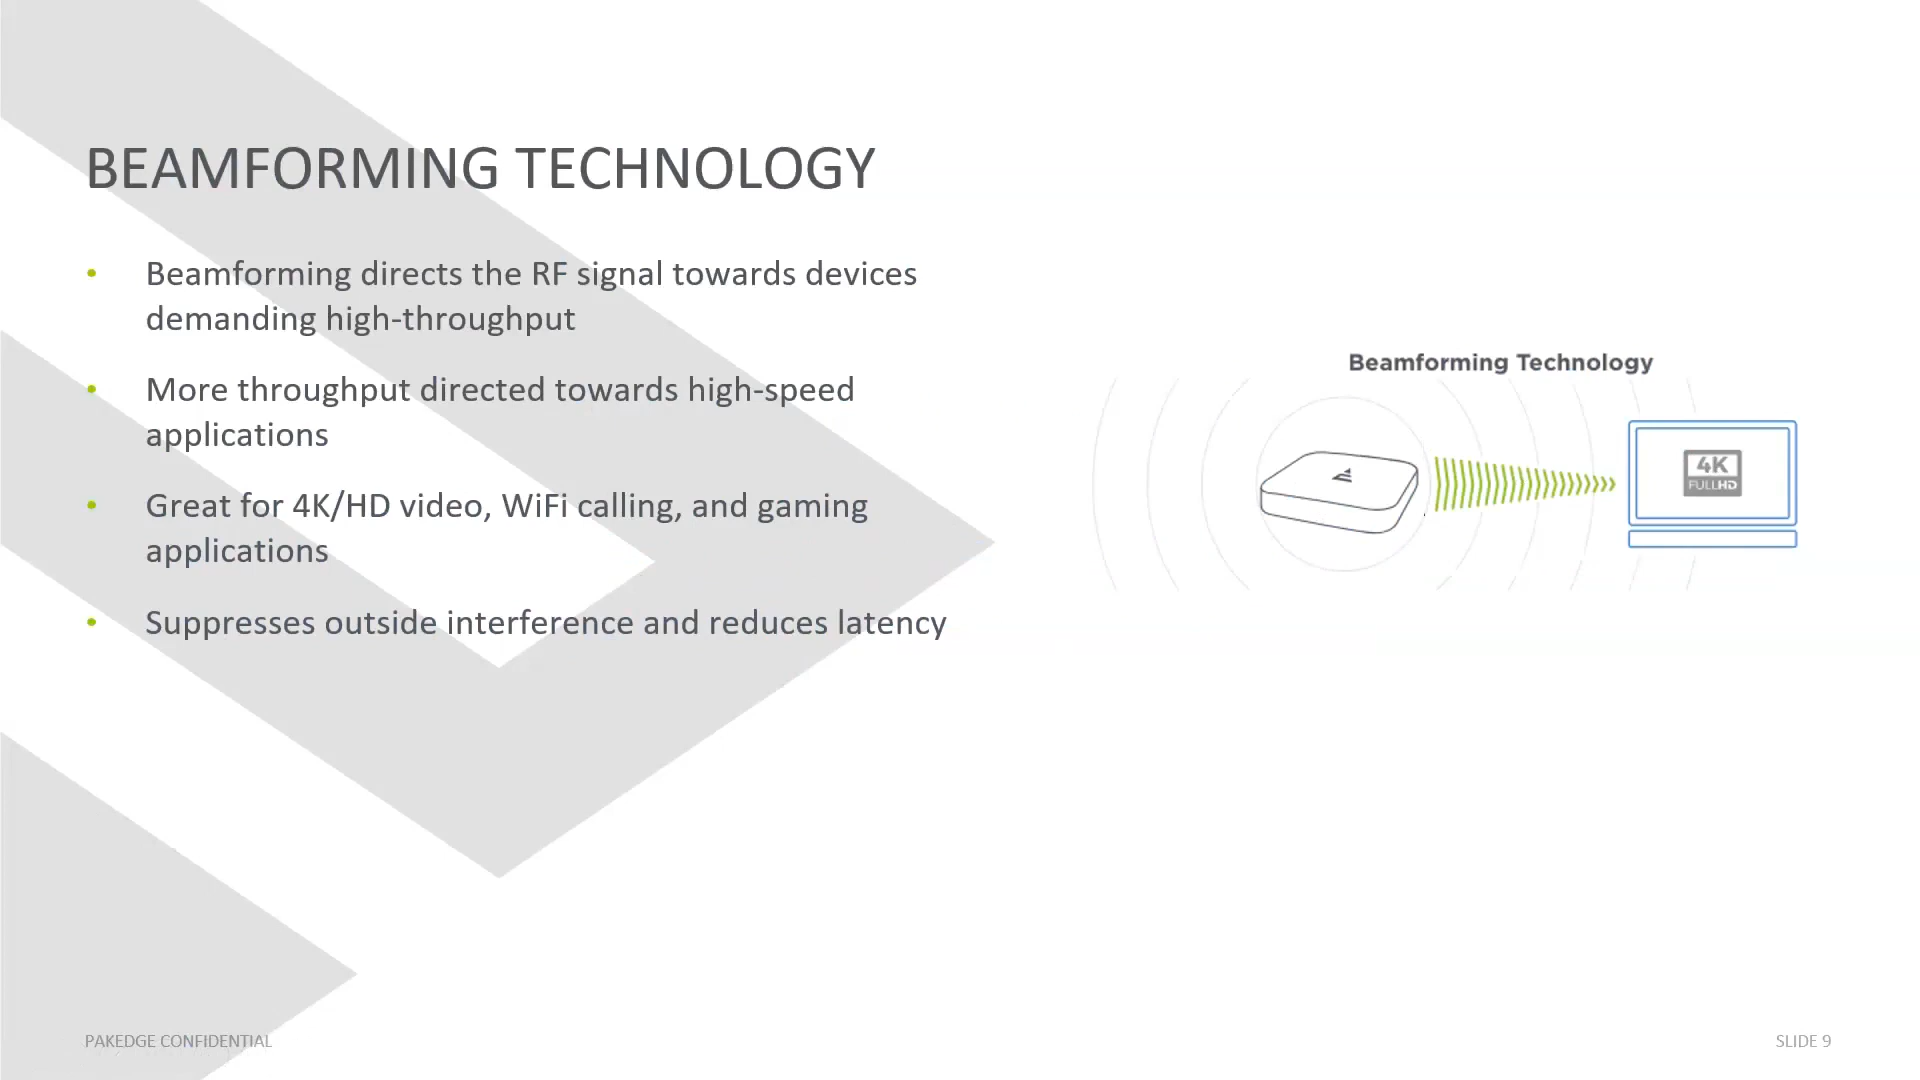 BEAMFORMING TECHNOLOGY
• Beamforming directs the RF signal towards devices
demanding high-throughput
• More throughput directed towards high-speed
applications
• Great for 4K/HD video, WiFi calling, and gaming
applications
• Suppresses outside interference and reduces latency
Beamforming Technology
4K
FULLHD
PAKEDGE CONFIDENTIAL
SLIDE 9